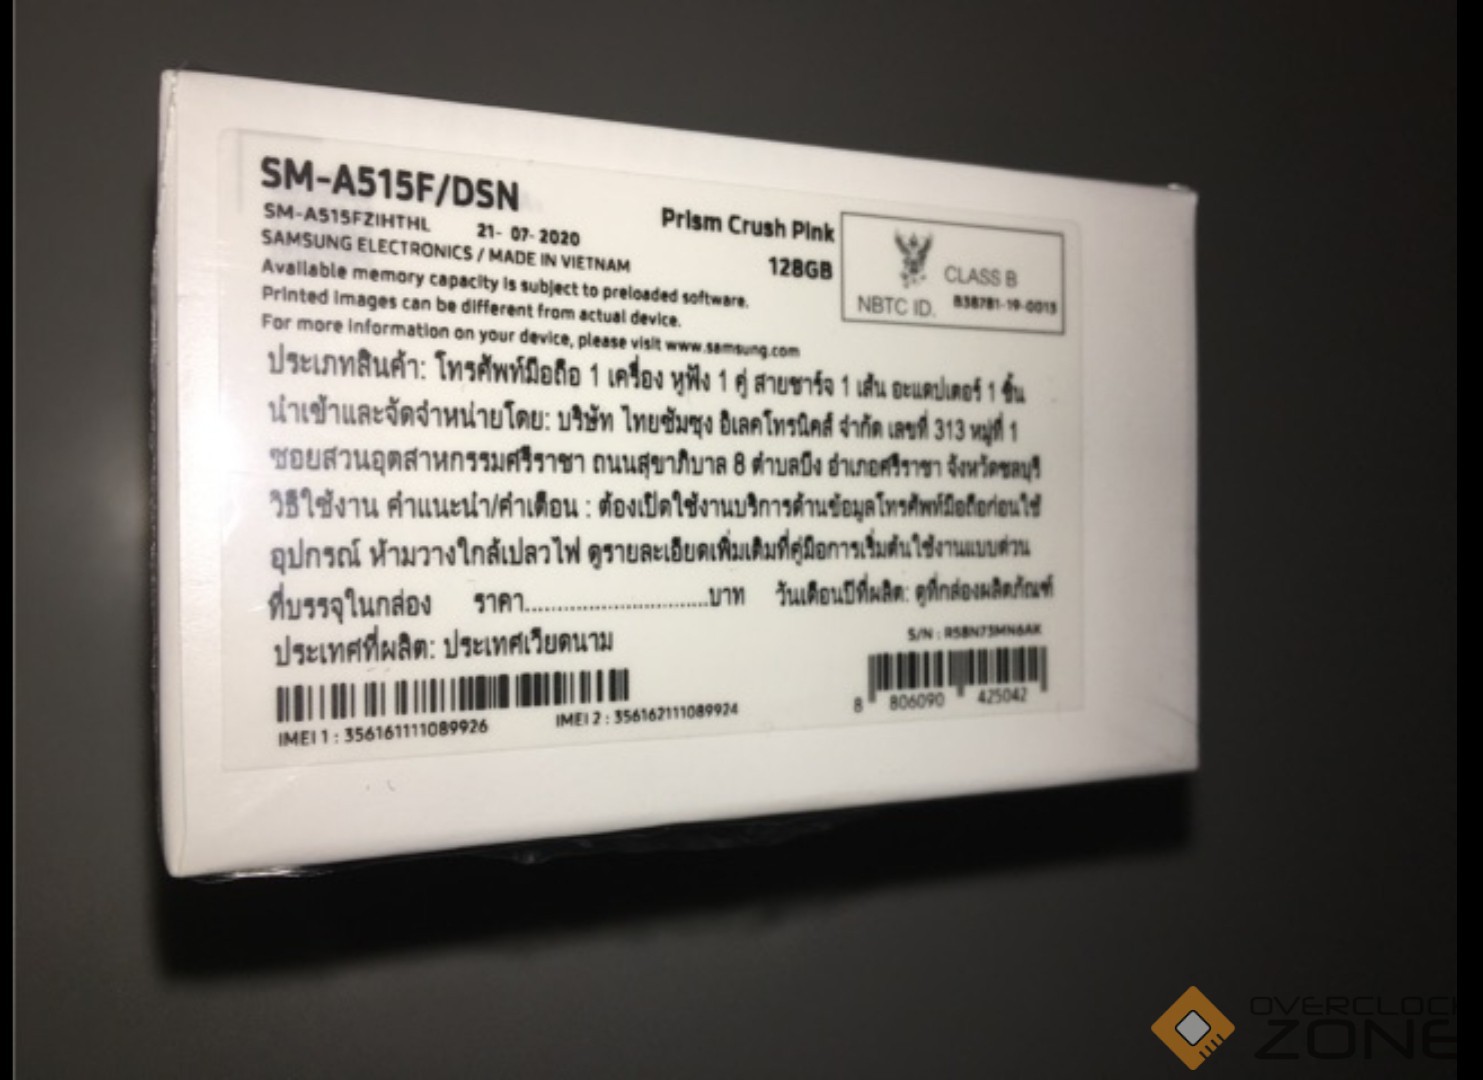 SM-A515F/DSN
SM-A515FZIHTHL 21- 07- 2020
SAMSUNG ELECTRONICS / MADE IN VIETNAM
Prism Crush Pink
128GB
CLASS B
NBTC ID. B38781-19-0013
Available memory capacity is subject to preloaded software.
Printed images can be different from actual device.
For more information on your device, please visit www.samsung.com
ประเภทสินค้า: โทรศัพท์มือถือ 1 เครื่อง หูฟัง 1 คู่ สายชาร์จ 1 เส้น อะแดปเตอร์ 1 ชิ้น
นำเข้าและจัดจำหน่ายโดย: บริษัท ไทยซัมซุง อิเลคโทรนิคส์ จำกัด เลขที่ 313 หมู่ที่ 1
ซอยสวนอุตสาหกรรมศรีราชา ถนนสุขาภิบาล 8 ตำบลบึง อำเภอศรีราชา จังหวัดชลบุรี
วิธีใช้งาน คำแนะนำ/คำเตือน : ต้องเปิดใช้งานบริการด้านข้อมูลโทรศัพท์มือถือก่อนใช้
อุปกรณ์ ห้ามวางใกล้เปลวไฟ ดูรายละเอียดเพิ่มเติมที่คู่มือการเริ่มต้นใช้งานแบบด่วน
ที่บรรจุในกล่อง ราคา..............................บาท วันเดือนปีที่ผลิต: ดูที่กล่องผลิตภัณฑ์
ประเทศที่ผลิต: ประเทศเวียดนาม
S/N : R58N73MN6AK
IMEI 1 : 356161111089926 IMEI 2 : 356162111089924
8 806090 425042
OVERCLOCK
ZONE